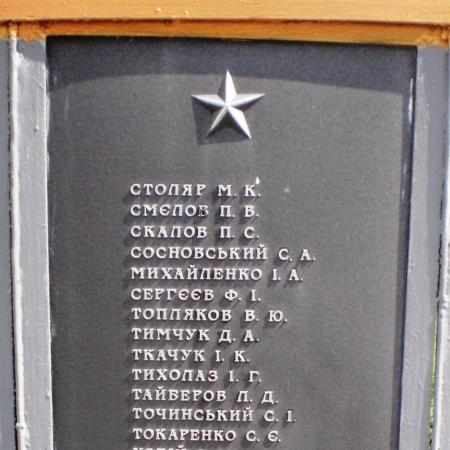 СТОЛЯР М. К.
СМЄЛОВ П. В.
СКАЛОВ П. С.
СОСНОВСЬКИЙ С. А.
МИХАЙЛЕНКО І. А.
СЕРГЄЄВ Ф. І.
ТОПЛЯКОВ В. Ю.
ТИМЧУК Д. А.
ТКАЧУК І. К.
ТИХОЛАЗ І. Г.
ТАЙБЕРОВ Л. Д.
ТОЧИНСЬКИЙ С. І.
ТОКАРЕНКО С. Є.